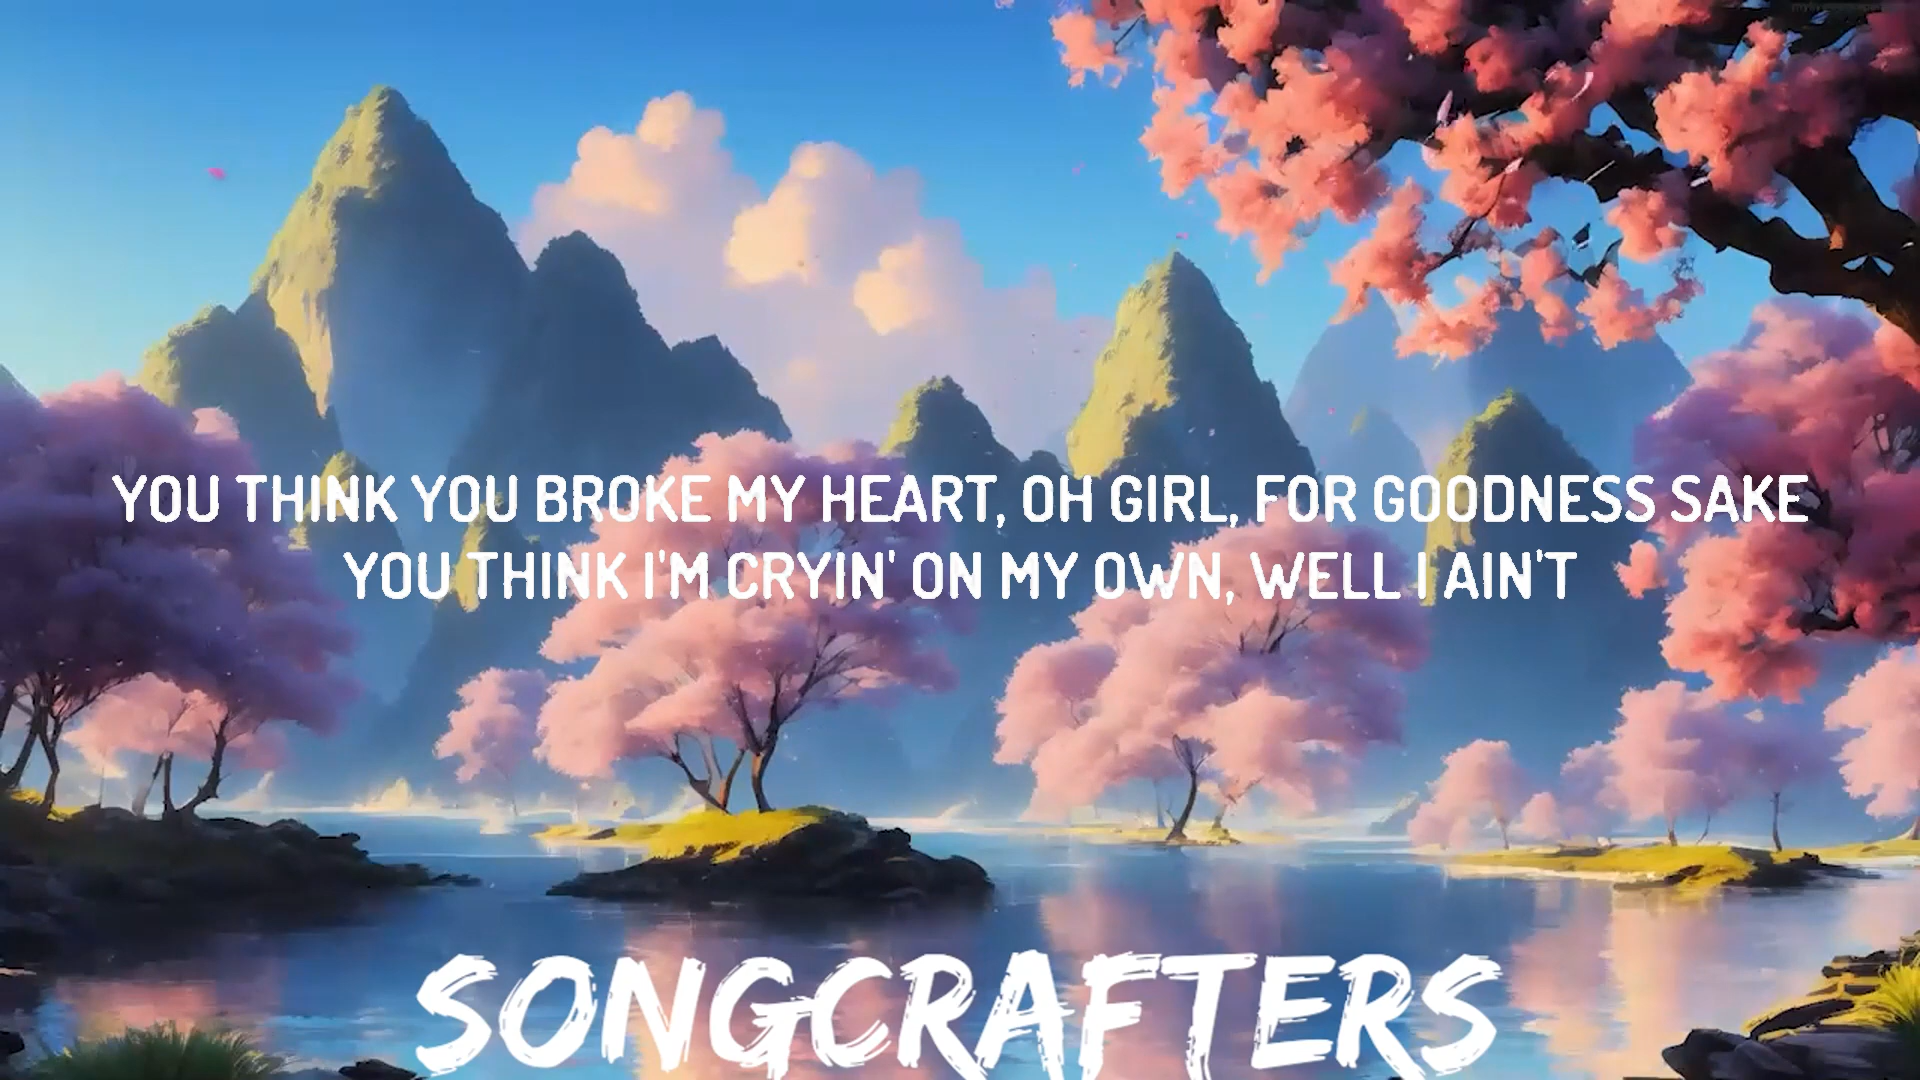 YOU THINK YOU BROKE MY HEART, OH GIRL, FOR GOODNESS SAKE
YOU THINK I'M CRYIN' ON MY OWN, WELL I AIN'T
SONGCRAFTERS